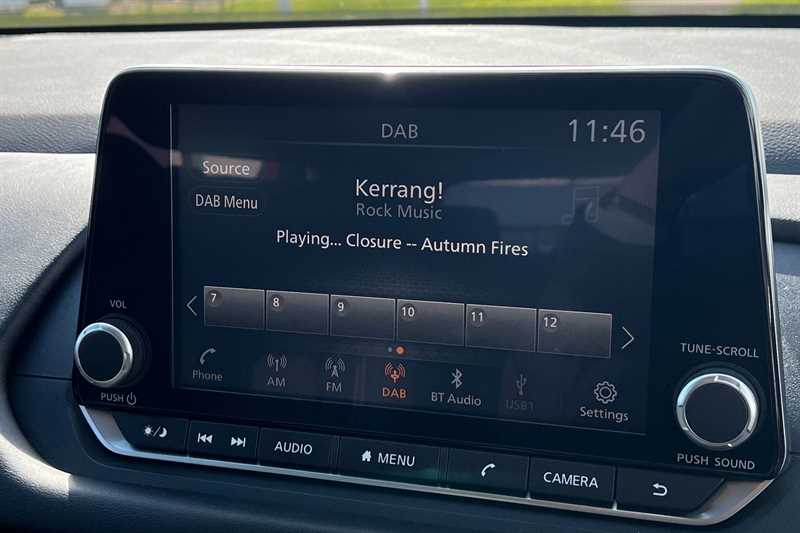 DAB
11:46
Source
DAB Menu
Kerrang!
Rock Music
Playing... Closure -- Autumn Fires
7 8 9 10 11 12
Phone
AM
FM
DAB
BT Audio
USB1
Settings
VOL
PUSH
TUNE-SCROLL
PUSH SOUND
AUDIO
MENU
CAMERA